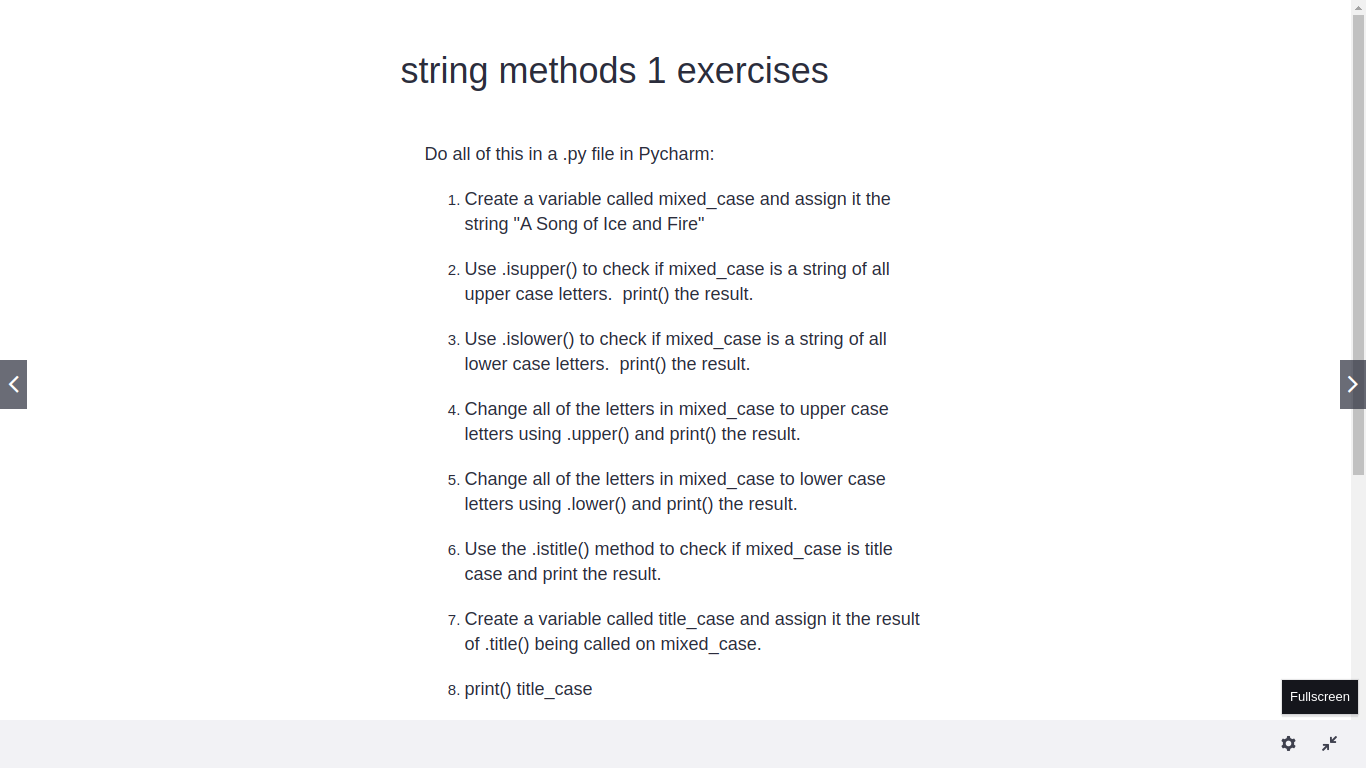 string methods 1 exercises
Do all of this in a .py file in Pycharm:
1. Create a variable called mixed_case and assign it the
string "A Song of Ice and Fire"
2. Use .isupper() to check if mixed_case is a string of all
upper case letters.  print() the result.
3. Use .islower() to check if mixed_case is a string of all
lower case letters.  print() the result.
4. Change all of the letters in mixed_case to upper case
letters using .upper() and print() the result.
5. Change all of the letters in mixed_case to lower case
letters using .lower() and print() the result.
6. Use the .istitle() method to check if mixed_case is title
case and print the result.
7. Create a variable called title_case and assign it the result
of .title() being called on mixed_case.
8. print() title_case
Fullscreen